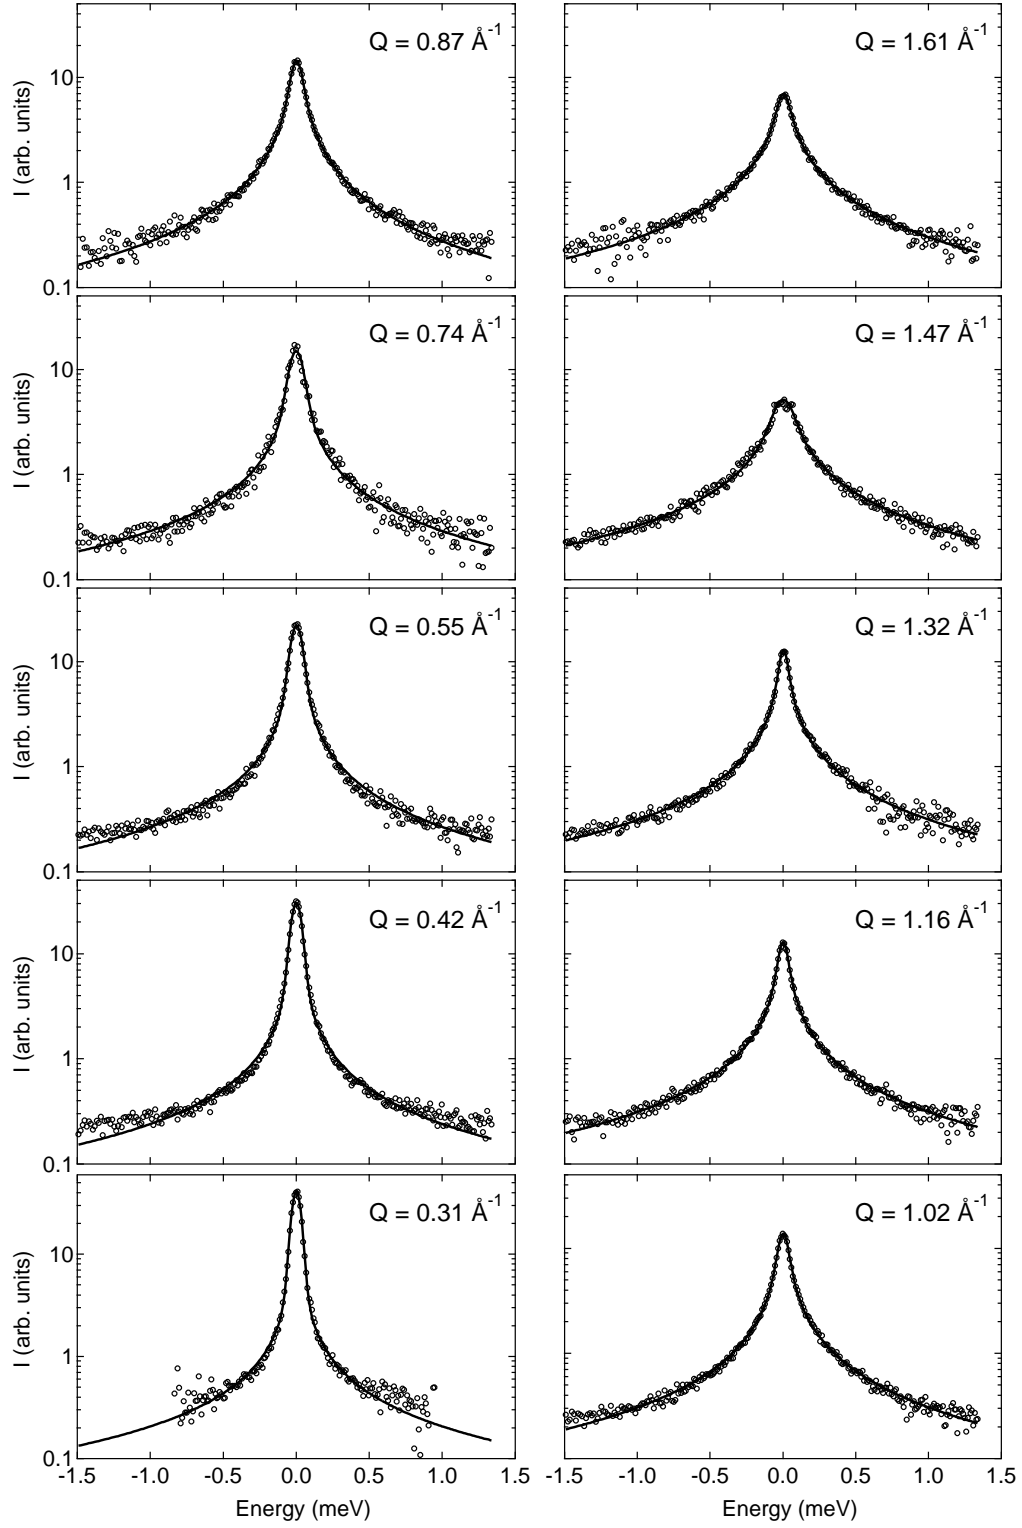 Q = 0.87 Å-1
I (arb. units)
10
1
0.1
Q = 1.61 Å-1
Q = 0.74 Å-1
I (arb. units)
10
1
0.1
Q = 1.47 Å-1
Q = 0.55 Å-1
I (arb. units)
10
1
0.1
Q = 1.32 Å-1
Q = 0.42 Å-1
I (arb. units)
10
1
0.1
Q = 1.16 Å-1
Q = 0.31 Å-1
I (arb. units)
10
1
0.1
Q = 1.02 Å-1
-1.5 -1.0 -0.5 0.0 0.5 1.0 1.5
Energy (meV)
-1.5 -1.0 -0.5 0.0 0.5 1.0 1.5
Energy (meV)